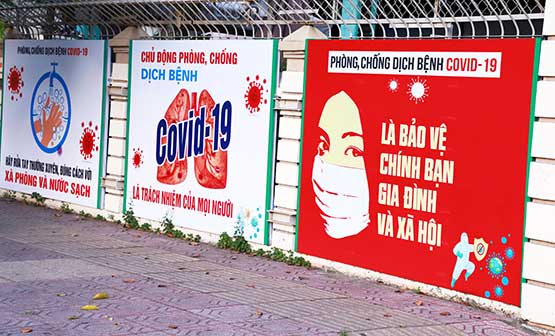 PHÒNG, CHỐNG DỊCH BỆNH COVID-19
HÃY RỬA TAY THƯỜNG XUYÊN, ĐÚNG CÁCH VỚI
XÀ PHÒNG VÀ NƯỚC SẠCH
CHỦ ĐỘNG PHÒNG, CHỐNG
DỊCH BỆNH
Covid-19
LÀ TRÁCH NHIỆM CỦA MỌI NGƯỜI
PHÒNG, CHỐNG DỊCH BỆNH COVID-19
LÀ BẢO VỆ
CHÍNH BẠN
GIA ĐÌNH
VÀ XÃ HỘI